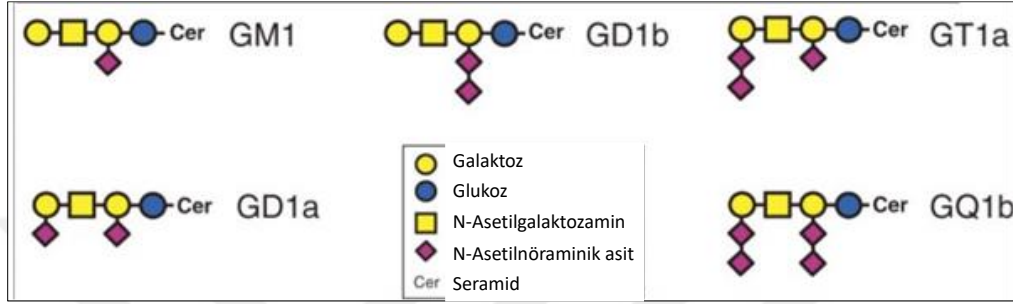 Cer GM1
Cer GD1b
Cer GT1a
Cer GD1a
Galaktoz
Glukoz
N-Asetilgalaktozamin
N-Asetilnöraminik asit
Cer Seramid
Cer GQ1b